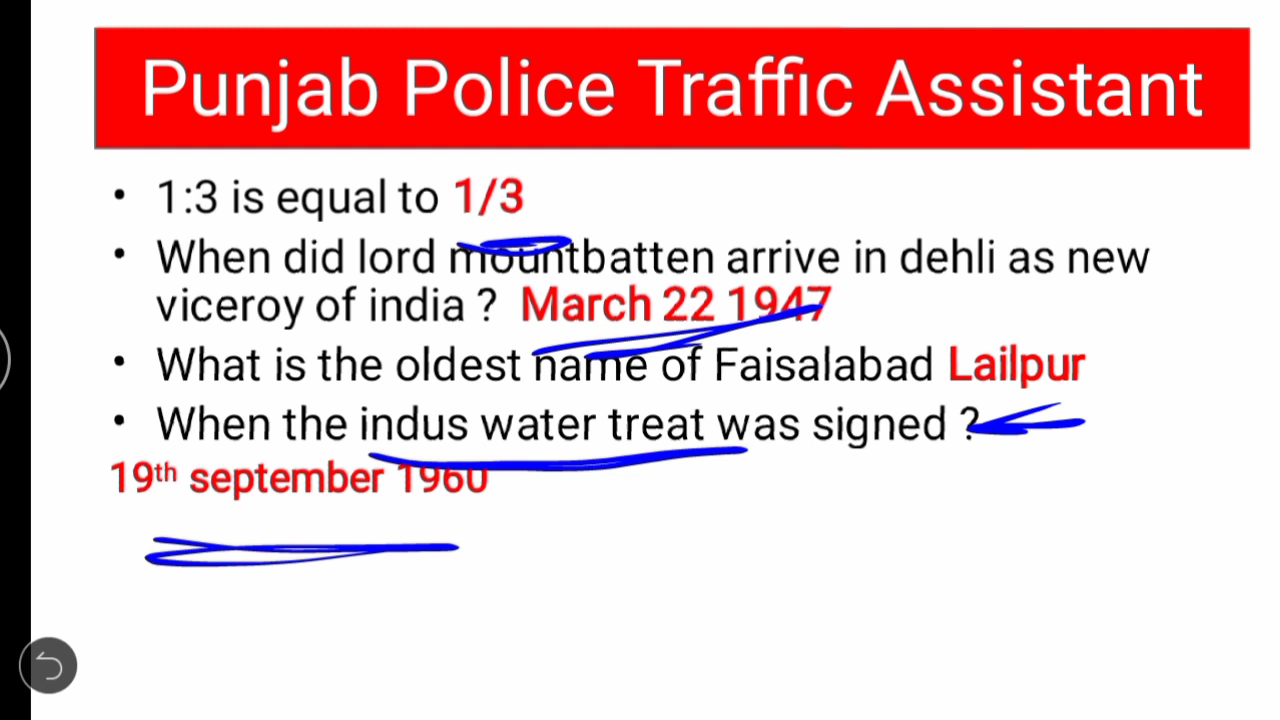 Punjab Police Traffic Assistant
• 1:3 is equal to 1/3
• When did lord mountbatten arrive in dehli as new
viceroy of india ? March 22 1947
• What is the oldest name of Faisalabad Lailpur
• When the indus water treat was signed ?
19th september 1960